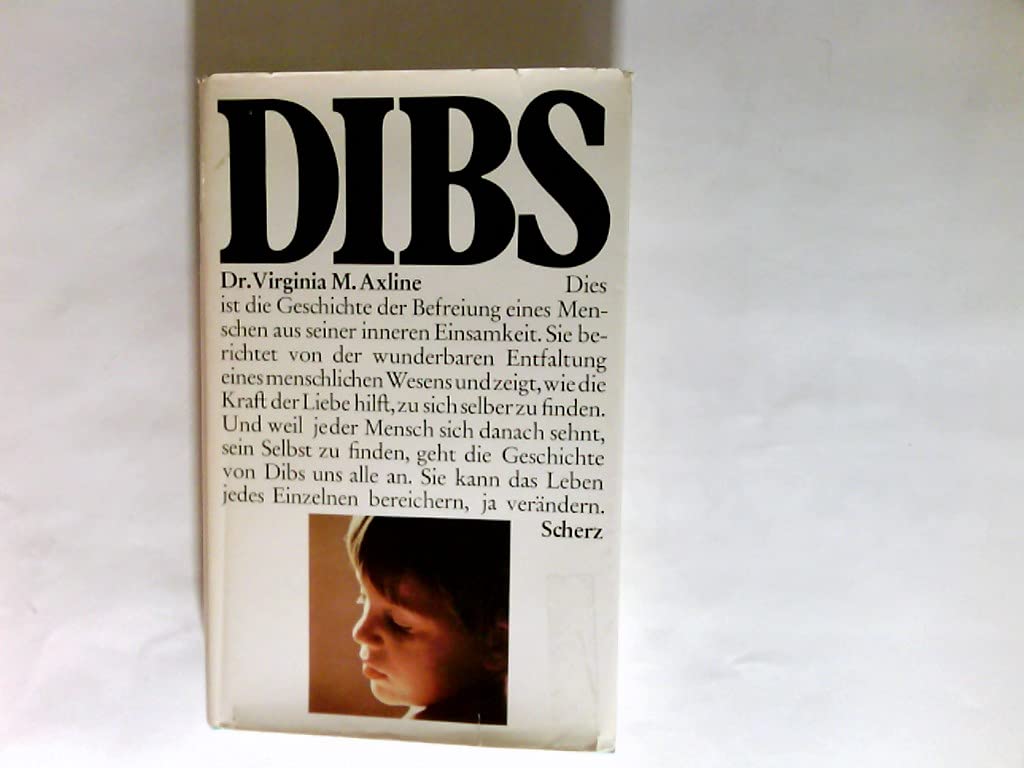 DIBS
Dr. Virginia M. Axline Dies
ist die Geschichte der Befreiung eines Men-
schen aus seiner inneren Einsamkeit. Sie be-
richtet von der wunderbaren Entfaltung
eines menschlichen Wesens und zeigt, wie die
Kraft der Liebe hilft, zu sich selber zu finden.
Und weil jeder Mensch sich danach sehnt,
sein Selbst zu finden, geht die Geschichte
von Dibs uns alle an. Sie kann das Leben
jedes Einzelnen bereichern, ja verändern.
Scherz